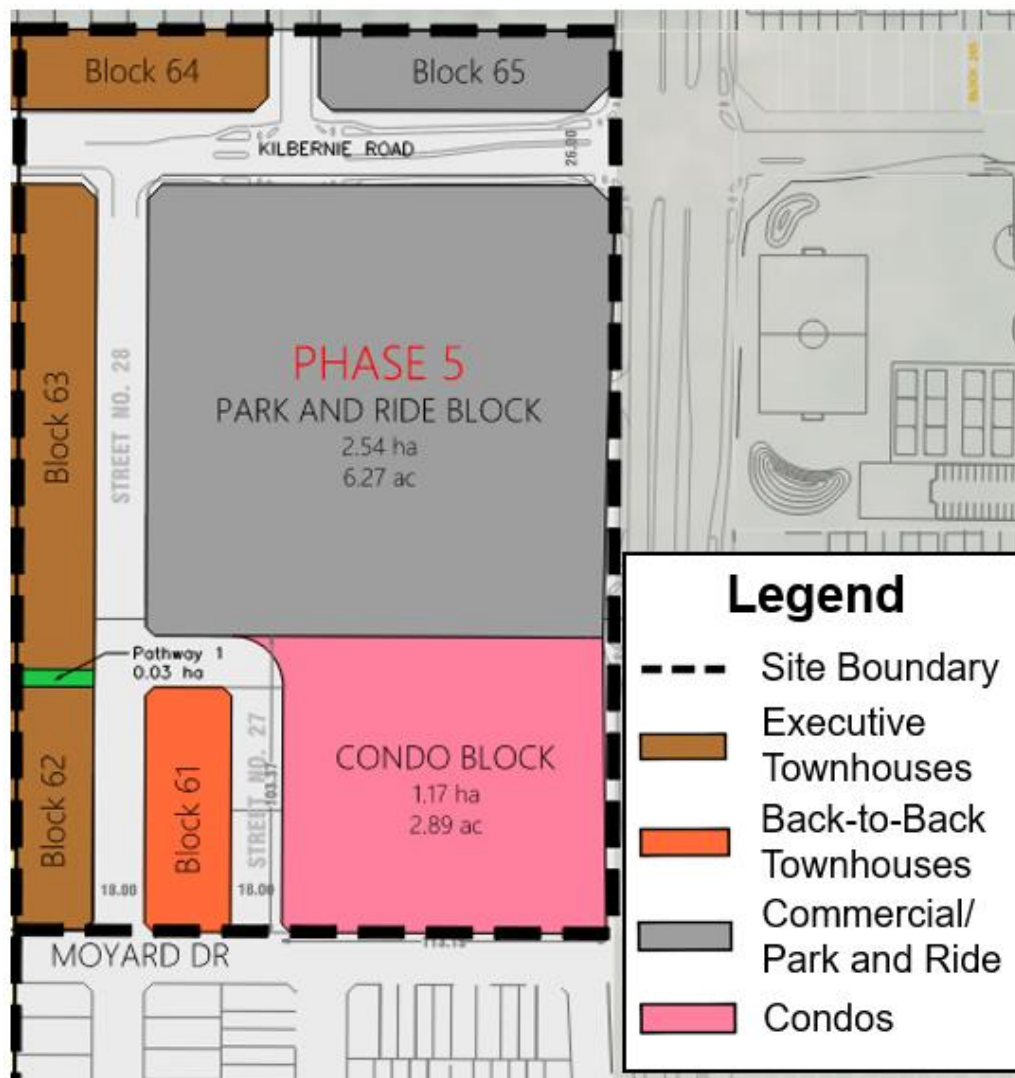 Block 64
Block 65
KILBERNIE ROAD
26.00
Block 63
STREET NO. 28
PHASE 5
PARK AND RIDE BLOCK
2.54 ha
6.27 ac
Pathway 1
0.03 ha
Block 62
Block 61
STREET NO. 27
103.37
CONDO BLOCK
1.17 ha
2.89 ac
18.00
18.00
MOYARD DR
Legend
Site Boundary
Executive
Townhouses
Back-to-Back
Townhouses
Commercial/
Park and Ride
Condos